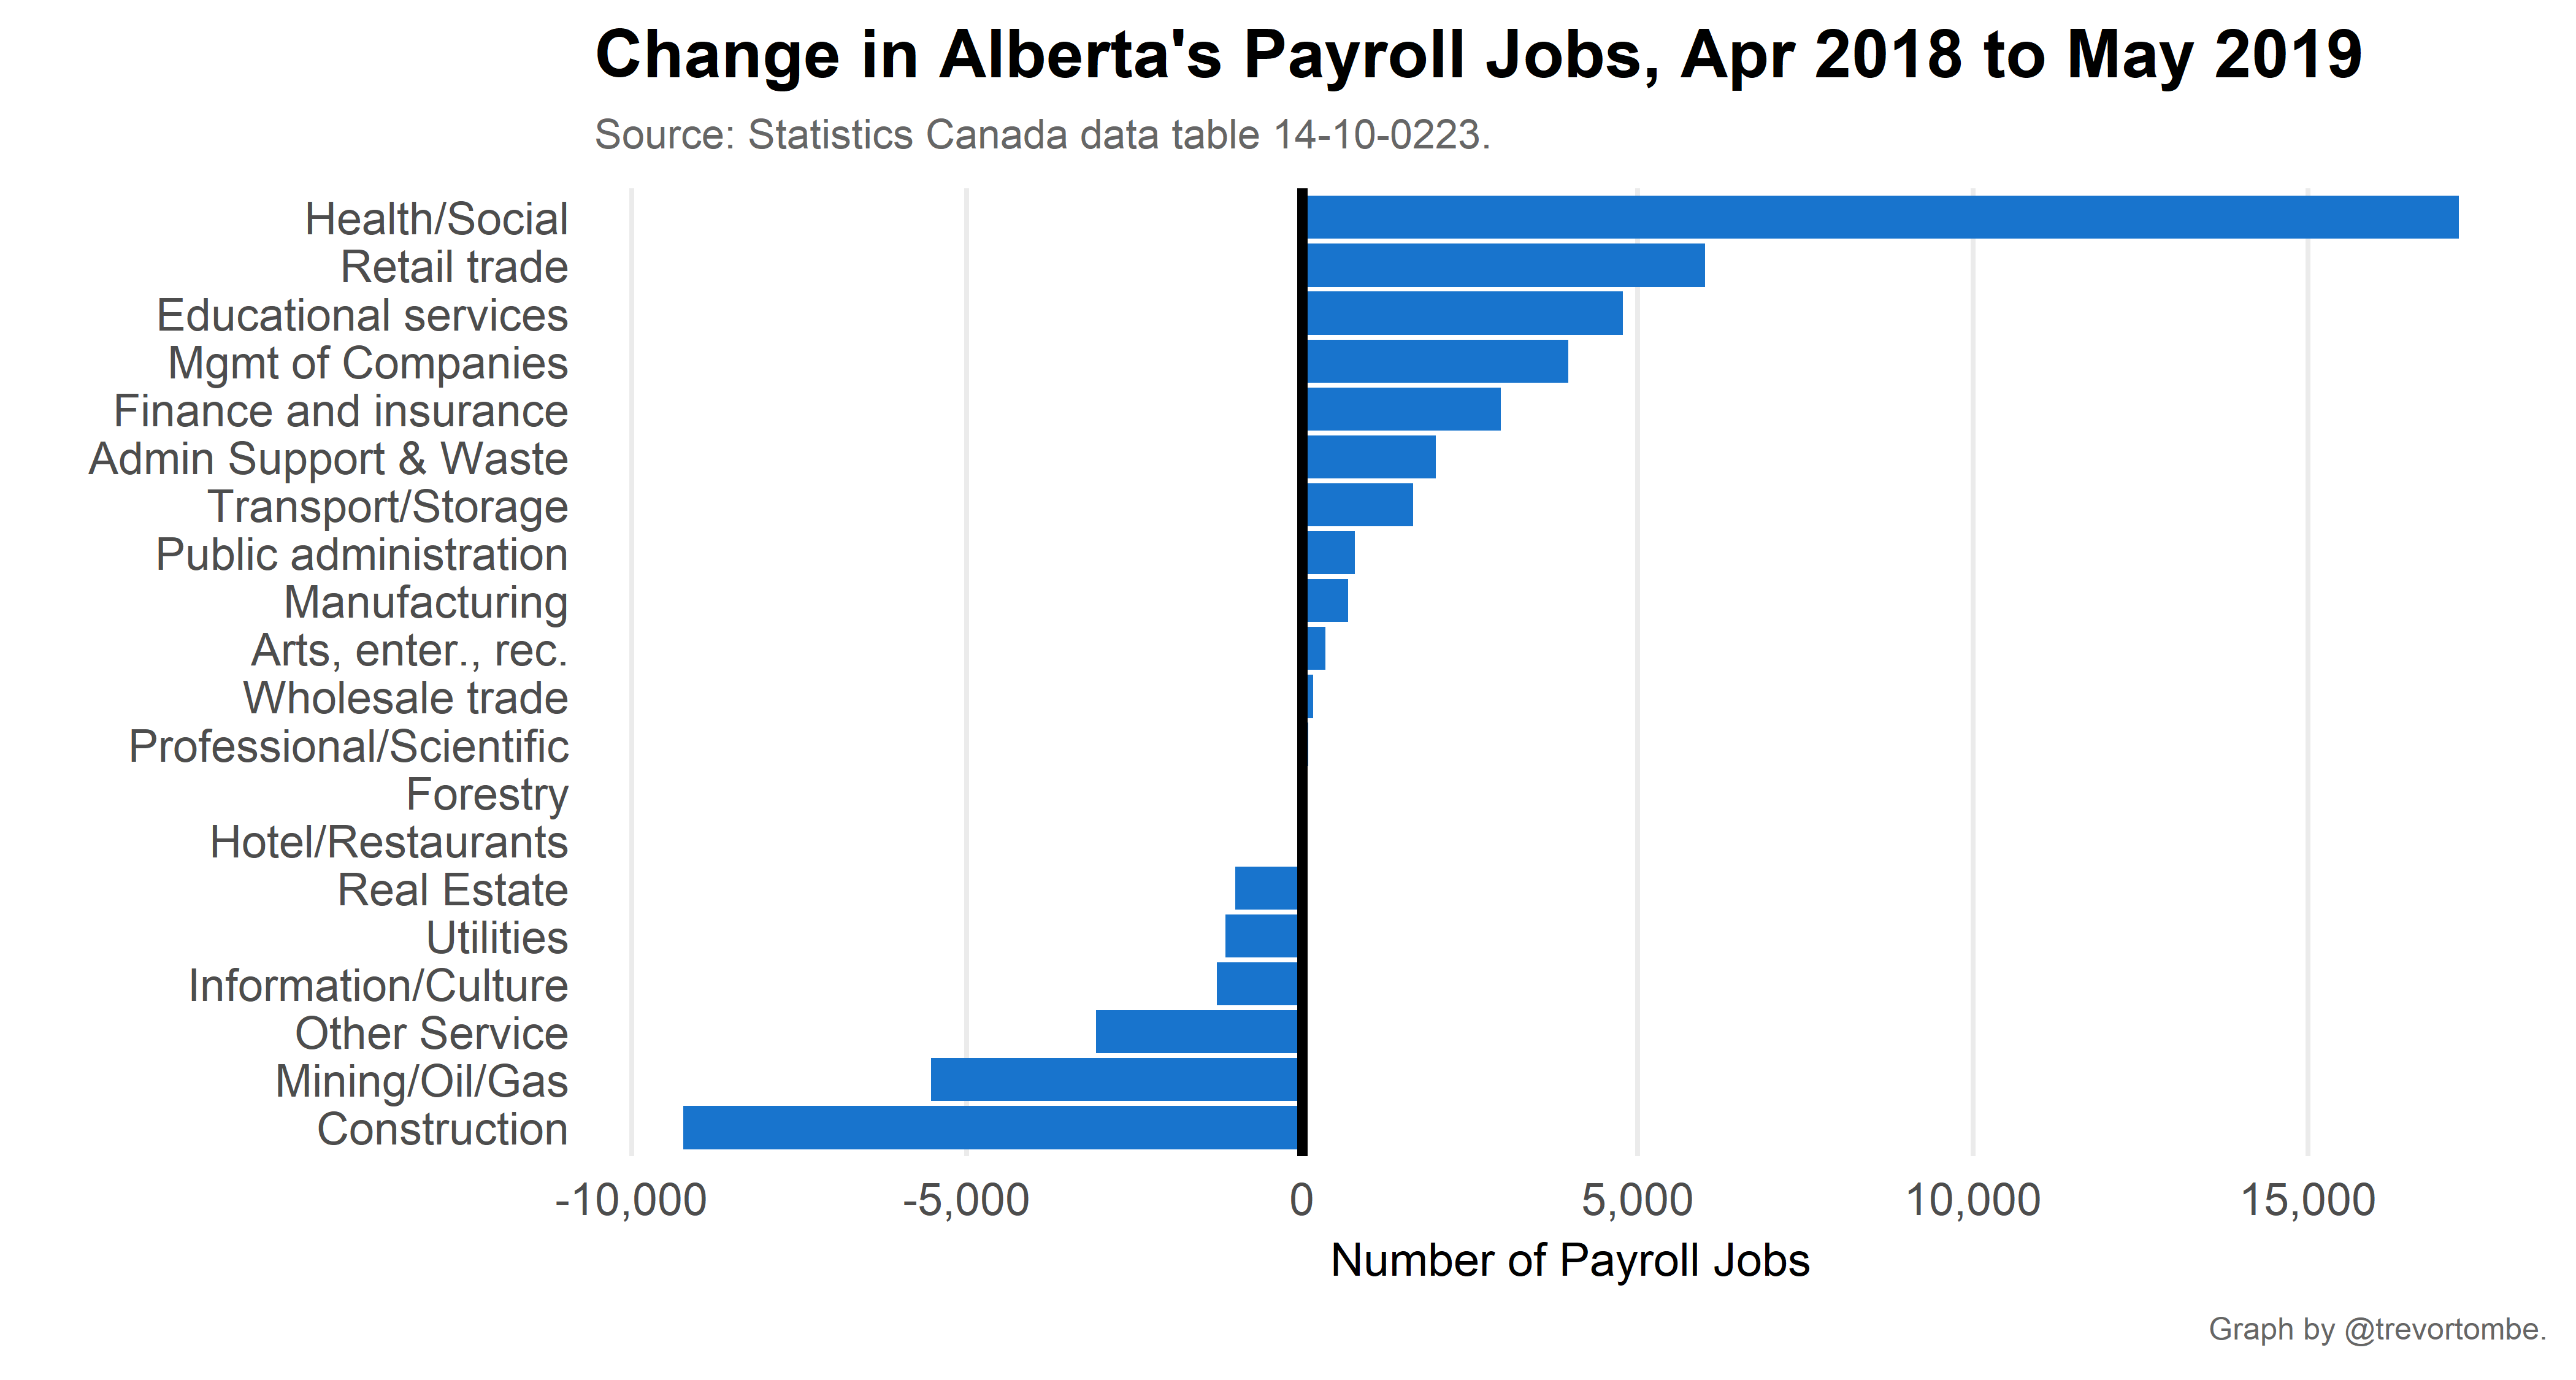 Change in Alberta's Payroll Jobs, Apr 2018 to May 2019
Source: Statistics Canada data table 14-10-0223.
Health/Social
Retail trade
Educational services
Mgmt of Companies
Finance and insurance
Admin Support & Waste
Transport/Storage
Public administration
Manufacturing
Arts, enter., rec.
Wholesale trade
Professional/Scientific
Forestry
Hotel/Restaurants
Real Estate
Utilities
Information/Culture
Other Service
Mining/Oil/Gas
Construction
-10,000 -5,000 0 5,000 10,000 15,000
Number of Payroll Jobs
Graph by @trevortombe.